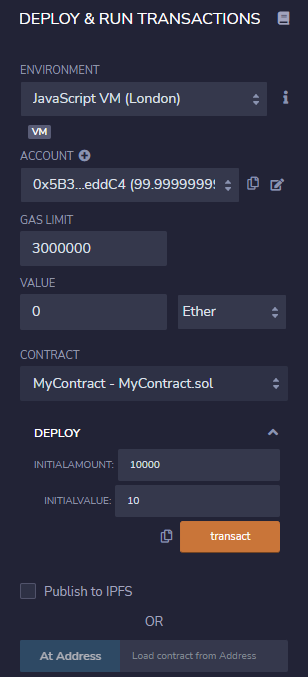 DEPLOY & RUN TRANSACTIONS
ENVIRONMENT
JavaScript VM (London)
VM
ACCOUNT
0x5B3...eddC4 (99.9999999
GAS LIMIT
3000000
VALUE
0 Ether
CONTRACT
MyContract - MyContract.sol
DEPLOY
INITIALAMOUNT: 10000
INITIALVALUE: 10
transact
Publish to IPFS
OR
At Address Load contract from Address